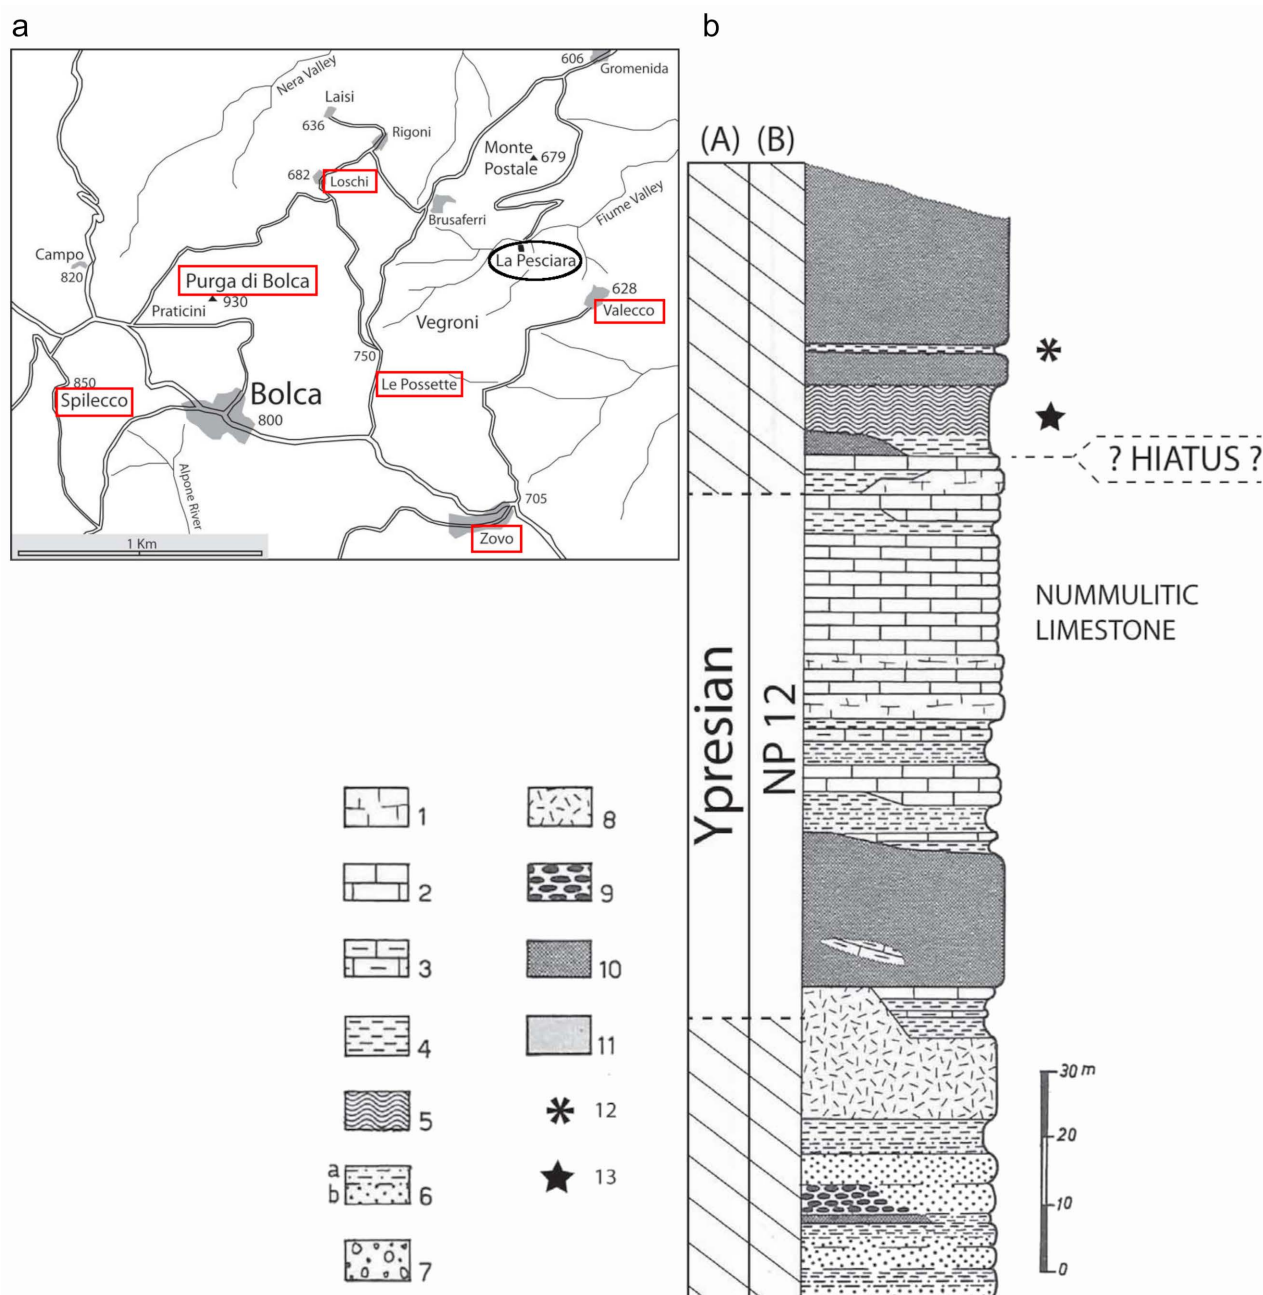 a
b
606
Gromenida
Nera Valley
Laisi
636
Rigoni
Monte
Postale
679
682
Loschi
Fiume Valley
Brusaferri
Campo
820
La Pesciara
Purga di Bolca
930
Praticini
628
Valecco
Vegroni
750
850
Spilecco
Le Possette
Bolca
800
Alpone River
705
Zovo
1 Km
(A) (B)
? HIATUS ?
NUMMULITIC
LIMESTONE
Ypresian
NP 12
1
2
3
4
5
a
b
6
7
8
9
10
11
12
13
30 m
20
10
0